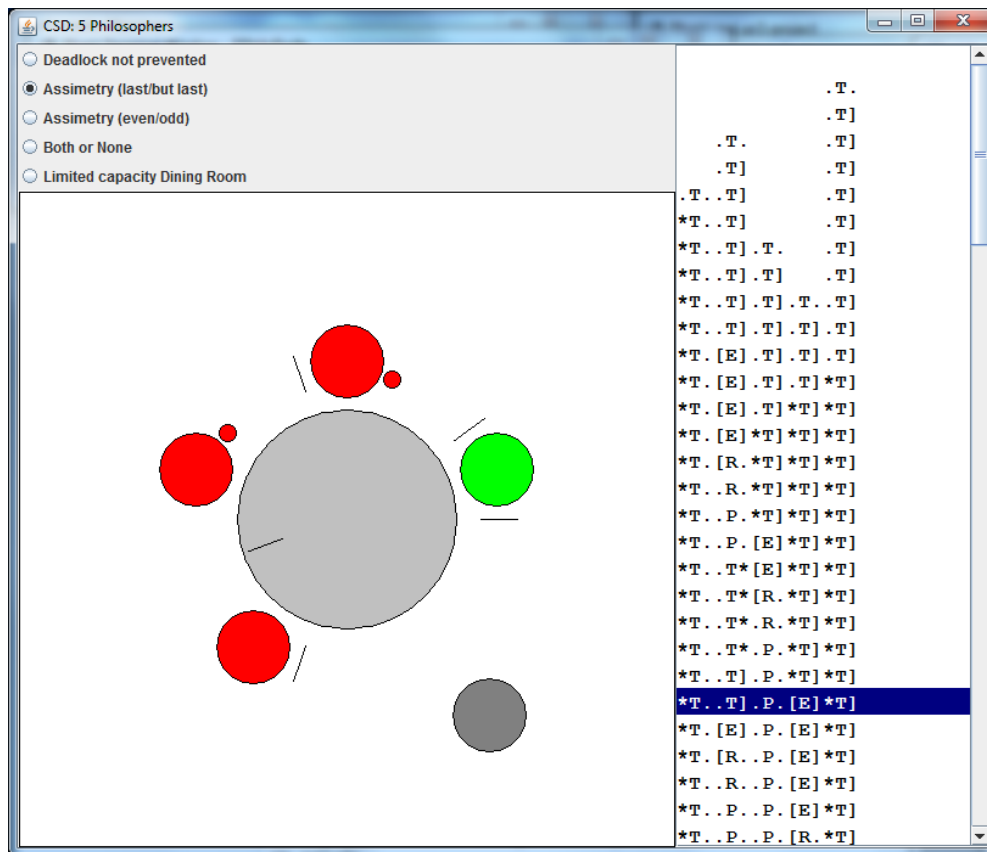 CSD: 5 Philosophers
Deadlock not prevented
Assimetry (last/but last)
Assimetry (even/odd)
Both or None
Limited capacity Dining Room
.T.
.T]
.T. .T]
.T] .T]
.T..T] .T]
*T..T] .T]
*T..T].T. .T]
*T..T].T] .T]
*T..T].T].T..T]
*T..T].T].T].T]
*T.[E].T].T].T]
*T.[E].T].T]*T]
*T.[E].T]*T]*T]
*T.[E]*T]*T]*T]
*T.[R.*T]*T]*T]
*T..R.*T]*T]*T]
*T..P.*T]*T]*T]
*T..P.[E]*T]*T]
*T..T*[E]*T]*T]
*T..T*[R.*T]*T]
*T..T*.R.*T]*T]
*T..T*.P.*T]*T]
*T..T].P.*T]*T]
*T..T].P.[E]*T]
*T.[E].P.[E]*T]
*T.[R..P.[E]*T]
*T..R..P.[E]*T]
*T..P..P.[E]*T]
*T..P..P.[R.*T]